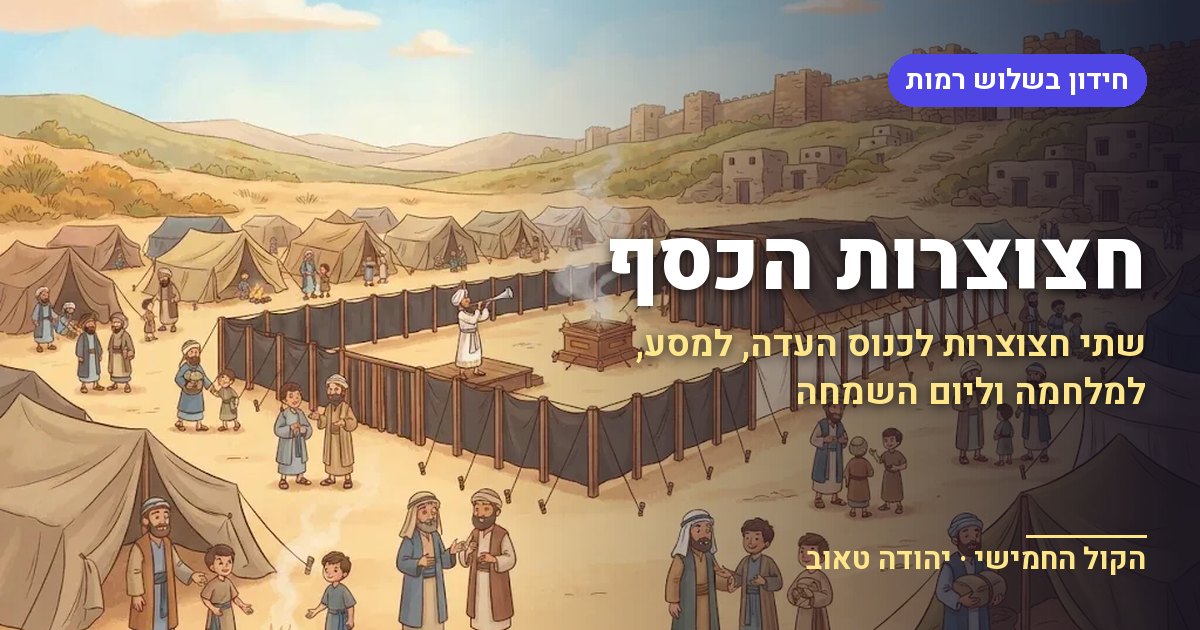 חידון בשלוש רמות
חצוצרות הכסף
שתי חצוצרות לכנוס העדה, למסע,
למלחמה וליום השמחה
הקול החמישי · יהודה טאוב